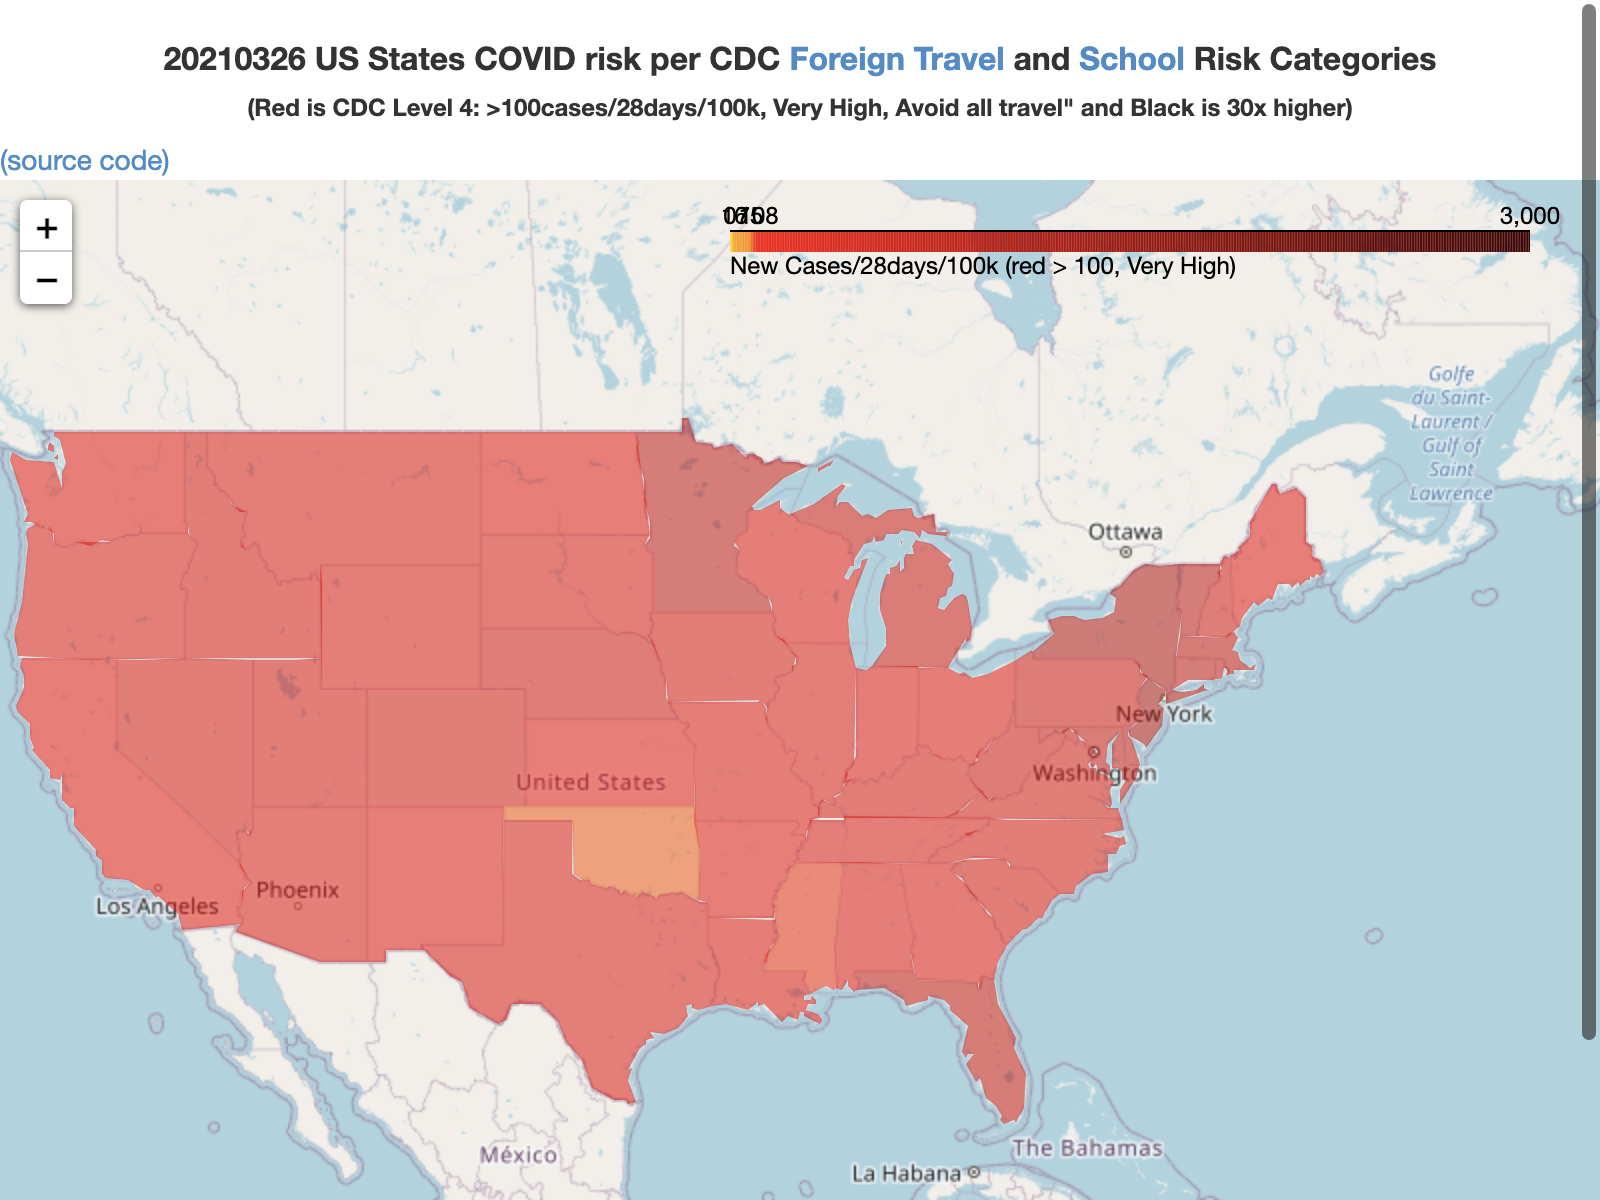 20210326 US States COVID risk per CDC Foreign Travel and School Risk Categories
(Red is CDC Level 4: >100cases/28days/100k, Very High, Avoid all travel" and Black is 30x higher)
(source code)
+
−
3,000
New Cases/28days/100k (red > 100, Very High)
Golfe
du Saint-
Laurent /
Gulf of
Saint
Lawrence
Ottawa
New York
Washington
United States
Phoenix
Los Angeles
México
The Bahamas
La Habana